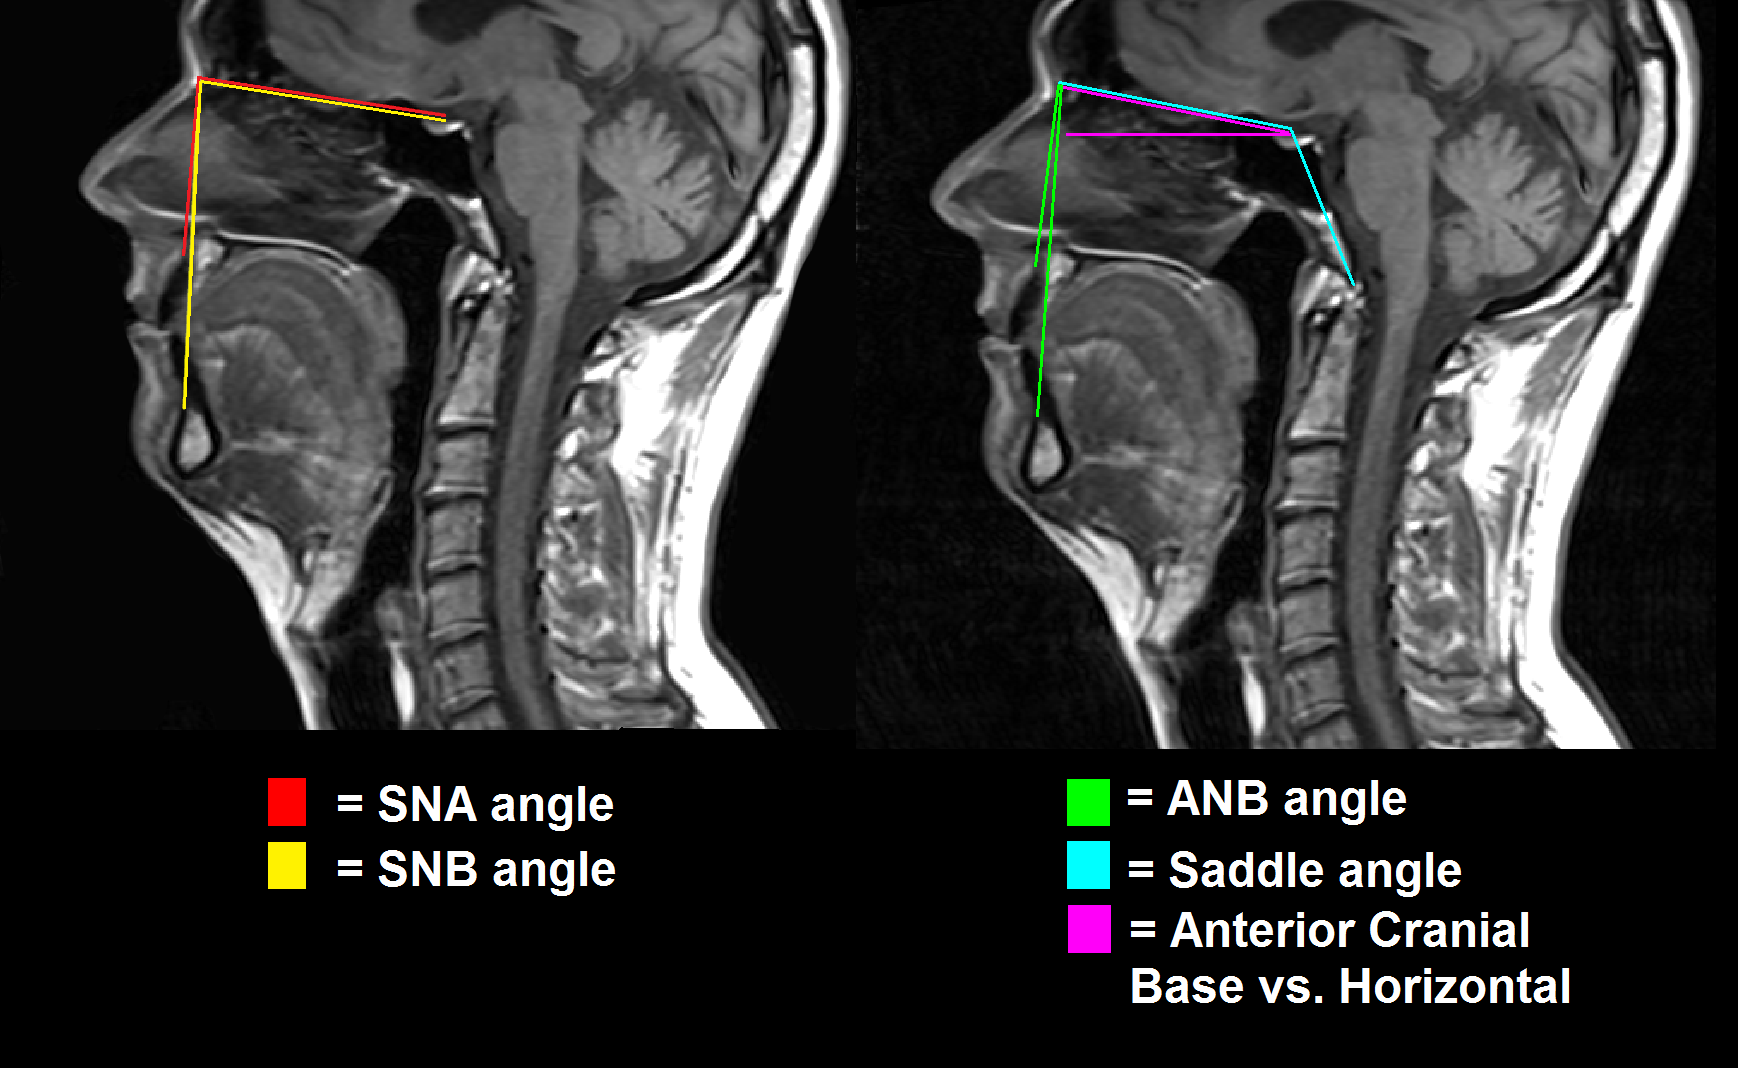 = SNA angle
= SNB angle
= ANB angle
= Saddle angle
= Anterior Cranial
Base vs. Horizontal